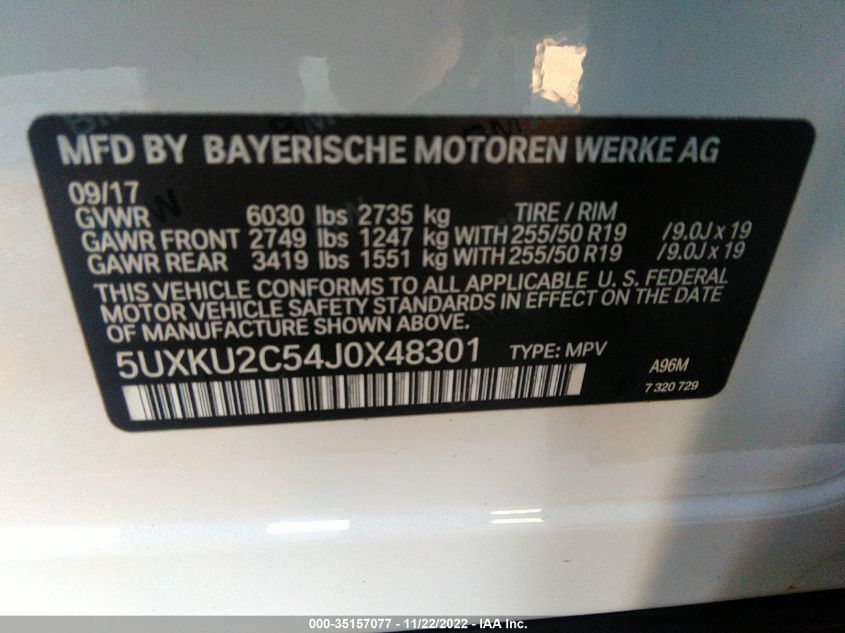 MFD BY BAYERISCHE MOTOREN WERKE AG
09/17
GVWR 6030 lbs 2735 kg TIRE / RIM
GAWR FRONT 2749 lbs 1247 kg WITH 255/50 R19 /9.0J x 19
GAWR REAR 3419 lbs 1551 kg WITH 255/50 R19 /9.0J x 19
THIS VEHICLE CONFORMS TO ALL APPLICABLE U. S. FEDERAL
MOTOR VEHICLE SAFETY STANDARDS IN EFFECT ON THE DATE
OF MANUFACTURE SHOWN ABOVE.
5UXKU2C54J0X48301 TYPE: MPV A96M
7 320 729
000-35157077 - 11/22/2022 - IAA Inc.